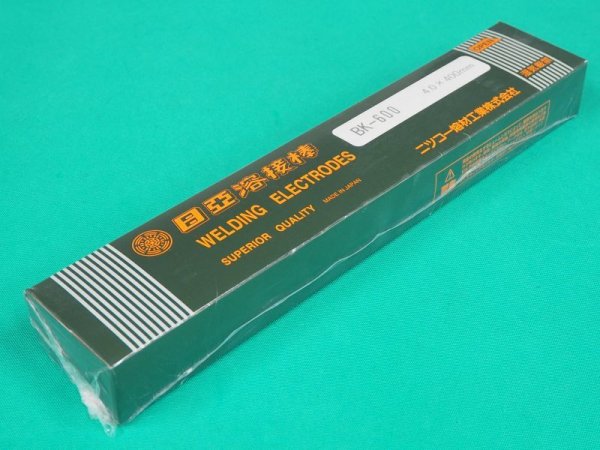 BK-600 4.0×400mm
日亞溶接棒
WELDING ELECTRODES
SUPERIOR QUALITY MADE IN JAPAN
ニツコー熔材工業株式会社